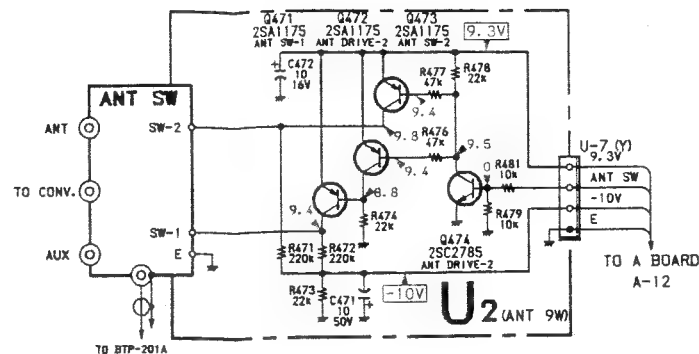 Q471
2SA1175
ANT SW-1
Q472
2SA1175
ANT DRIVE-2
Q473
2SA1175
ANT SW-2
9.3V
C472
10
16V
R477
47k
R478
22k
ANT SW
ANT
SW-2
9.4
9.8
R476
47k
9.5
U-7 (Y)
9.3V
TO CONV.
9.4
0
R481
10k
ANT SW
8.8
-10V
9.4
R474
22k
R479
10k
E
SW-1
AUX
E
R471
220k
R472
220k
Q474
2SC2785
ANT DRIVE-2
TO A BOARD
A-12
R473
22k
C471
10
50V
-10V
U2 (ANT 9W)
TO BTP-201A